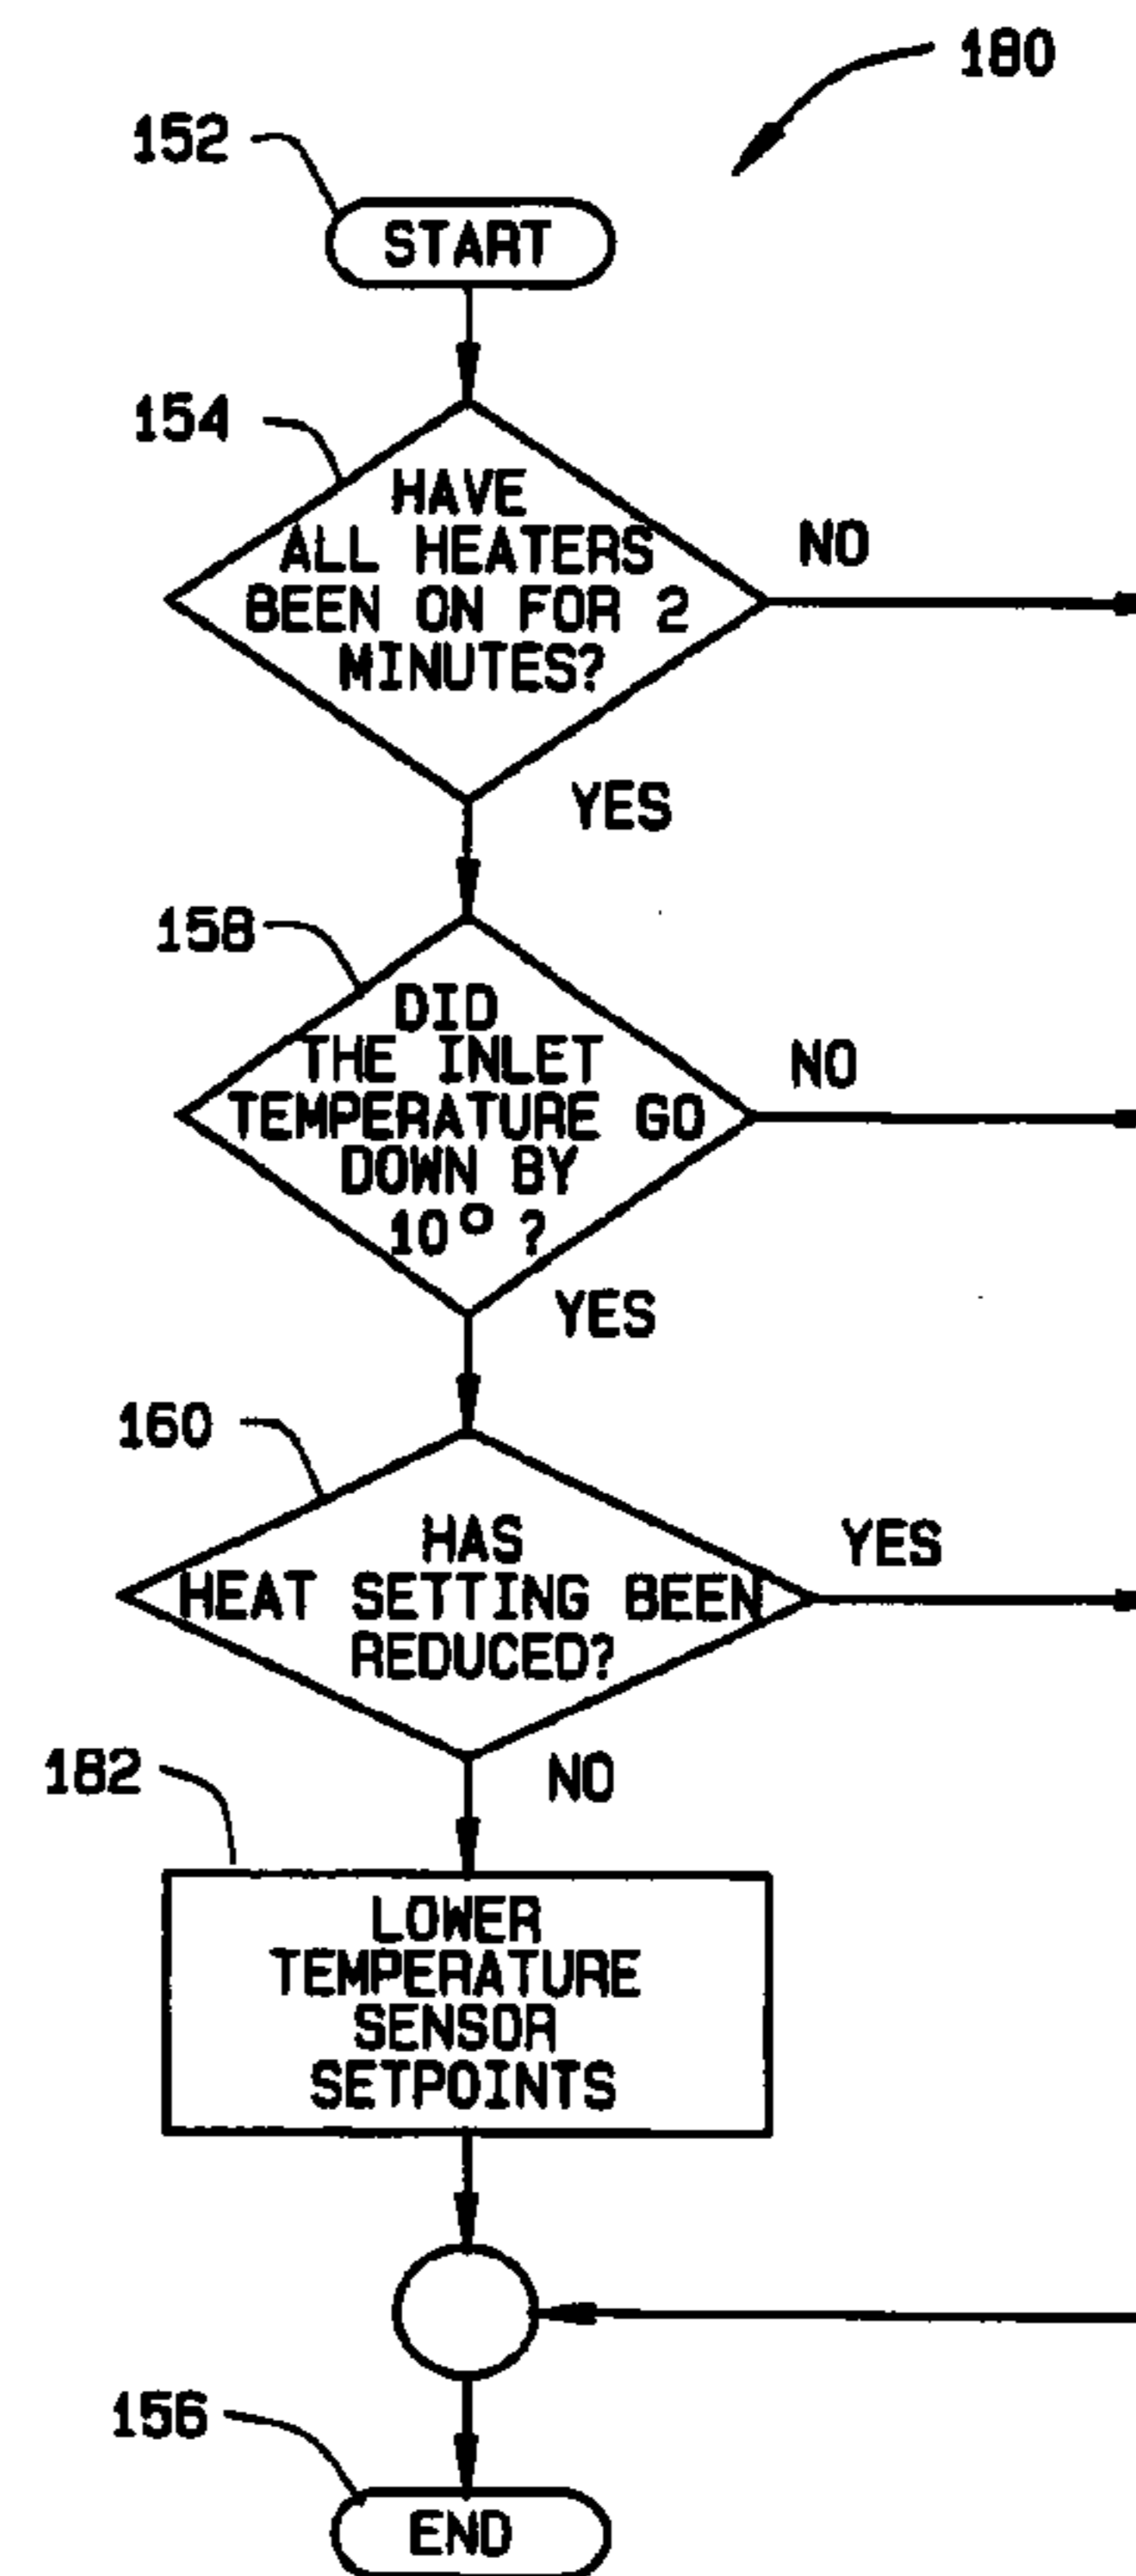 180
152
START
154
HAVE
ALL HEATERS
BEEN ON FOR 2
MINUTES?
NO
YES
158
DID
THE INLET
TEMPERATURE GO
DOWN BY
10° ?
NO
YES
160
HAS
HEAT SETTING BEEN
REDUCED?
YES
NO
182
LOWER
TEMPERATURE
SENSOR
SETPOINTS
156
END